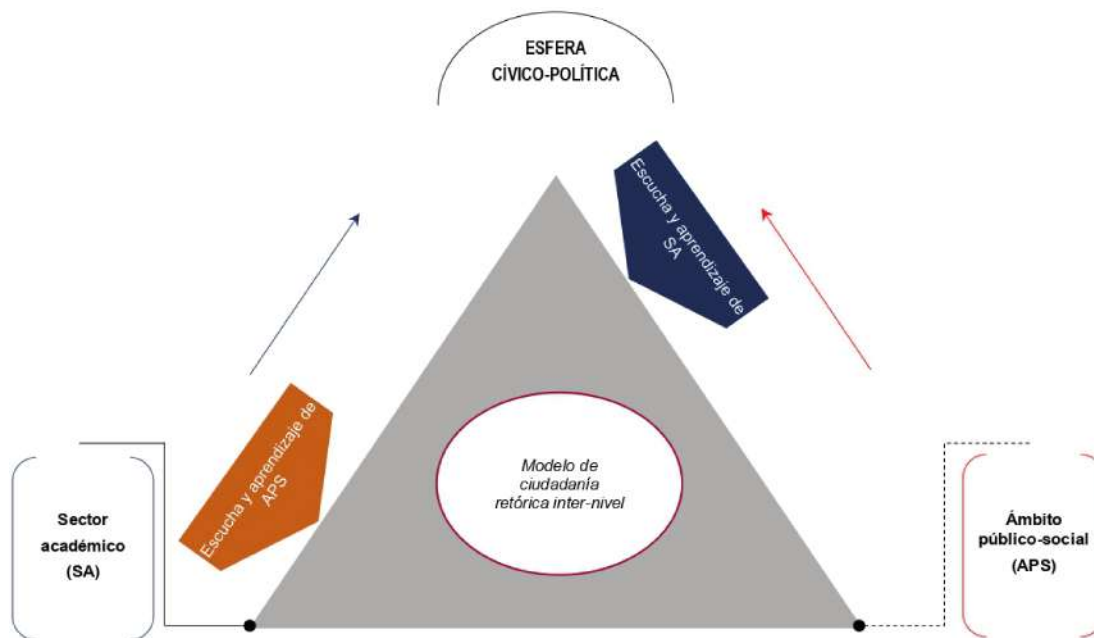 ESFERA
CÍVICO-POLÍTICA
Escucha y aprendizaje de
SA
Escucha y aprendizaje de
APS
Modelo de
ciudadanía
retórica inter-nivel
Sector
académico
(SA)
Ámbito
público-social
(APS)